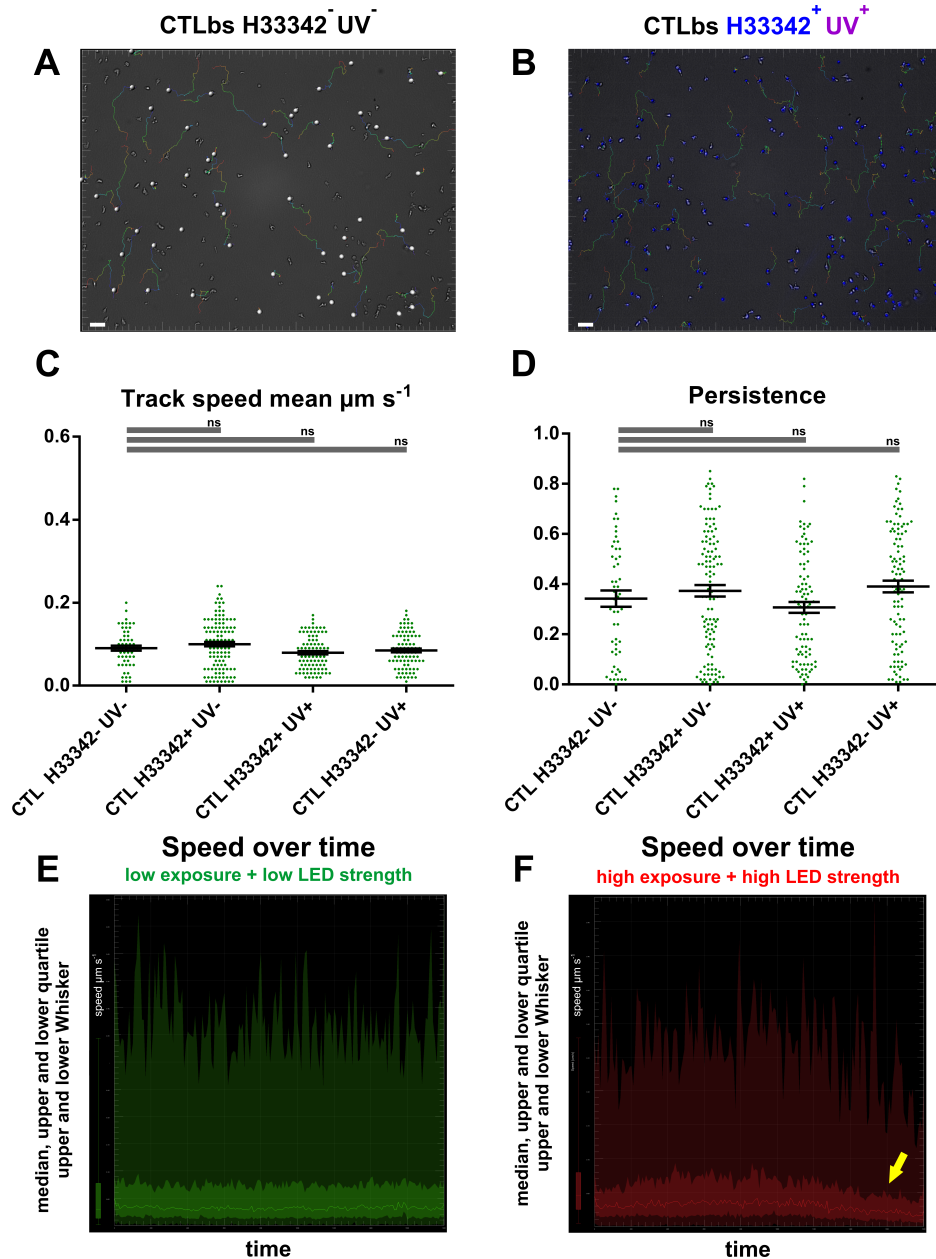 CTLbs H33342⁻ UV⁻
CTLbs H33342⁺ UV⁺
A
B
C
D
Track speed mean µm s⁻¹
Persistence
ns
ns
ns
0.6
0.4
0.2
0.0
CTL H33342- UV-
CTL H33342+ UV-
CTL H33342+ UV+
CTL H33342- UV+
ns
ns
ns
1.0
0.8
0.6
0.4
0.2
0.0
CTL H33342- UV-
CTL H33342+ UV-
CTL H33342+ UV+
CTL H33342- UV+
E
Speed over time
low exposure + low LED strength
median, upper and lower quartile
upper and lower Whisker
speed µm s⁻¹
time
F
Speed over time
high exposure + high LED strength
median, upper and lower quartile
upper and lower Whisker
speed µm s⁻¹
time